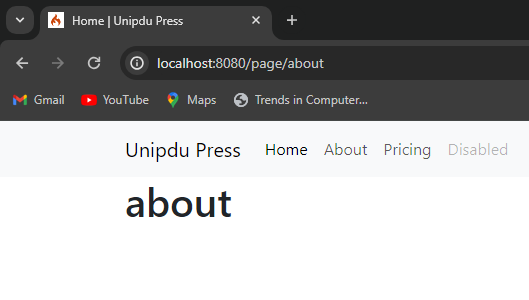 Home | Unipdu Press
localhost:8080/page/about
Gmail YouTube Maps Trends in Computer...
Unipdu Press Home About Pricing Disabled
about